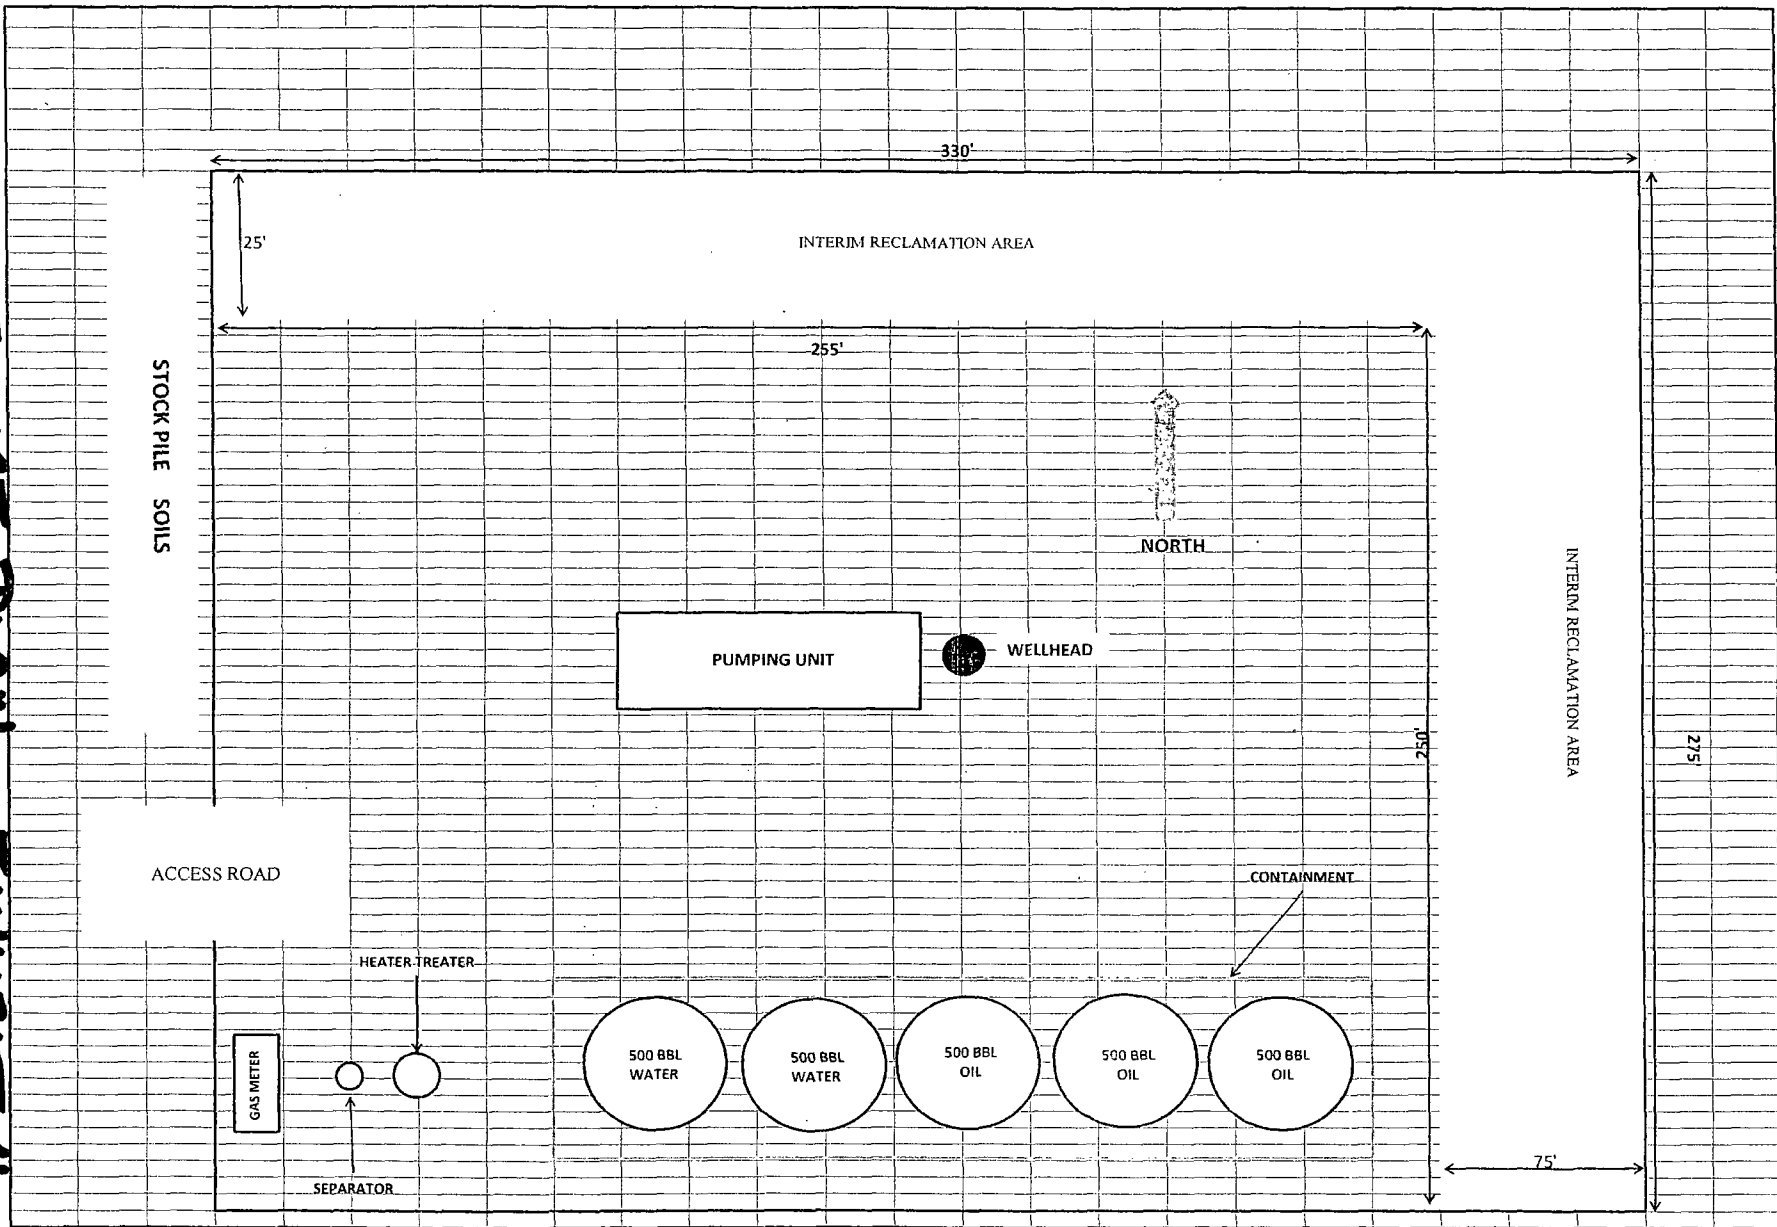 330'
25'
INTERIM RECLAMATION AREA
255'
STOCK PILE SOILS
NORTH
INTERIM RECLAMATION AREA
PUMPING UNIT
WELLHEAD
250'
275'
ACCESS ROAD
CONTAINMENT
HEATER TREATER
GAS METER
500 BBL
WATER
500 BBL
WATER
500 BBL
OIL
500 BBL
OIL
500 BBL
OIL
75'
SEPARATOR